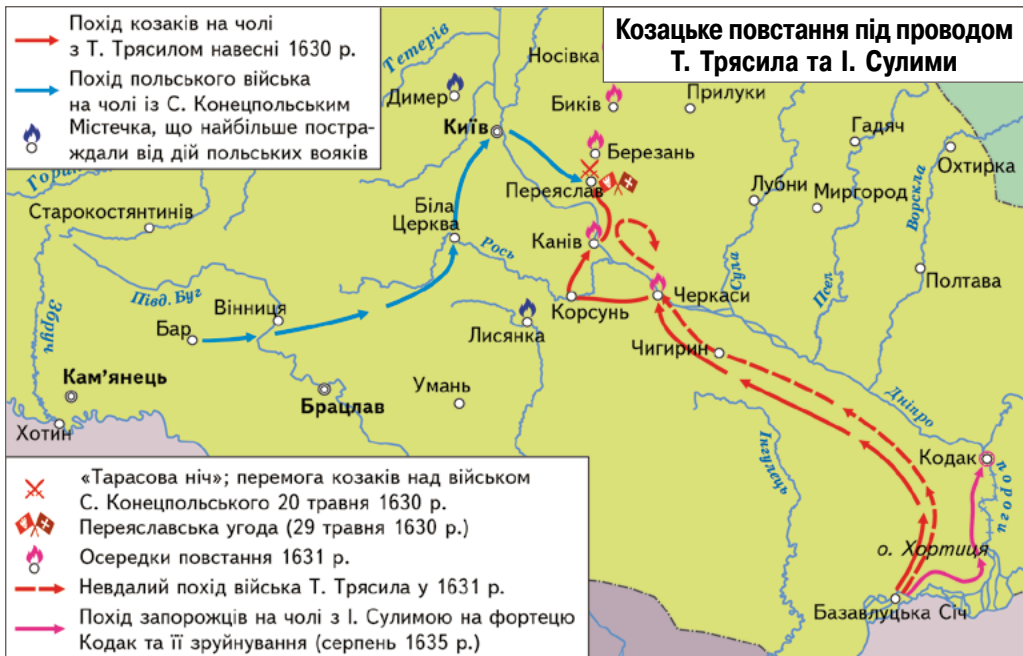 Козацьке повстання під проводом
Т. Трясила та І. Сулими
Похід козаків на чолі
з Т. Трясилом навесні 1630 р.
Похід польського війська
на чолі із С. Конецпольським
Містечка, що найбільше постра-
ждали від дій польських вояків
Тетерів
Носівка
Димер
Биків
Прилуки
Київ
Гадяч
Березань
Охтирка
Переяслав
Лубни
Миргород
Ворскла
Старокостянтинів
Біла
Церква
Рось
Канів
Сула
Псел
Полтава
Збруч
Півд. Буг
Вінниця
Бар
Корсунь
Черкаси
Лисянка
Чигирин
Кам’янець
Брацлав
Умань
Дніпро
Хотин
Інгулець
Кодак
пороги
о. Хортиця
Базавлуцька Січ
«Тарасова ніч»; перемога козаків над військом
С. Конецпольського 20 травня 1630 р.
Переяславська угода (29 травня 1630 р.)
Осередки повстання 1631 р.
Невдалий похід війська Т. Трясила у 1631 р.
Похід запорожців на чолі з І. Сулимою на фортецю
Кодак та її зруйнування (серпень 1635 р.)